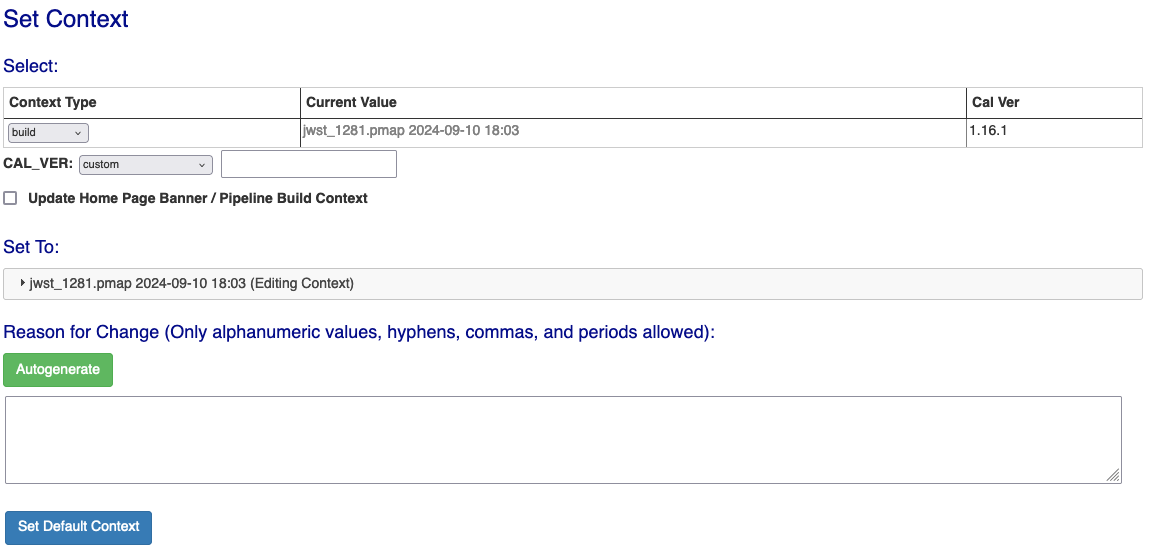 Set Context
Select:
Context Type Current Value Cal Ver
build jwst_1281.pmap 2024-09-10 18:03 1.16.1
CAL_VER: custom
Update Home Page Banner / Pipeline Build Context
Set To:
jwst_1281.pmap 2024-09-10 18:03 (Editing Context)
Reason for Change (Only alphanumeric values, hyphens, commas, and periods allowed):
Autogenerate
Set Default Context